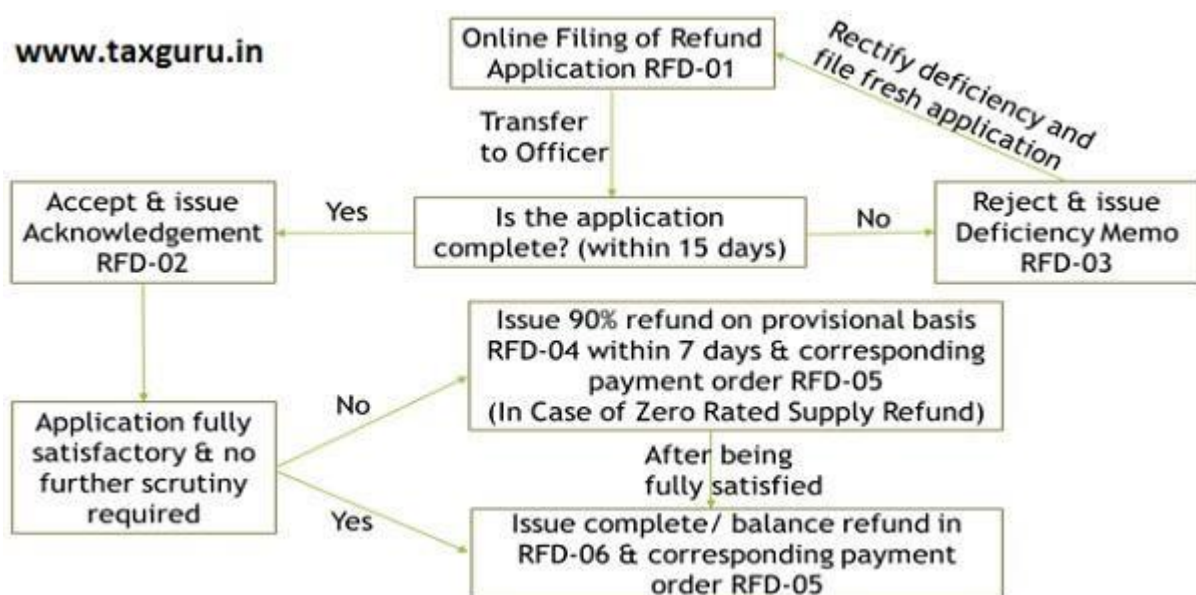 www.taxguru.in
Online Filing of Refund
Application RFD-01
Rectify deficiency and
file fresh application
Transfer
to Officer
Accept & issue
Acknowledgement
RFD-02
Yes
Is the application
complete? (within 15 days)
No
Reject & issue
Deficiency Memo
RFD-03
Issue 90% refund on provisional basis
RFD-04 within 7 days & corresponding
payment order RFD-05
(In Case of Zero Rated Supply Refund)
No
Application fully
satisfactory & no
further scrutiny
required
After being
fully satisfied
Yes
Issue complete/ balance refund in
RFD-06 & corresponding payment
order RFD-05